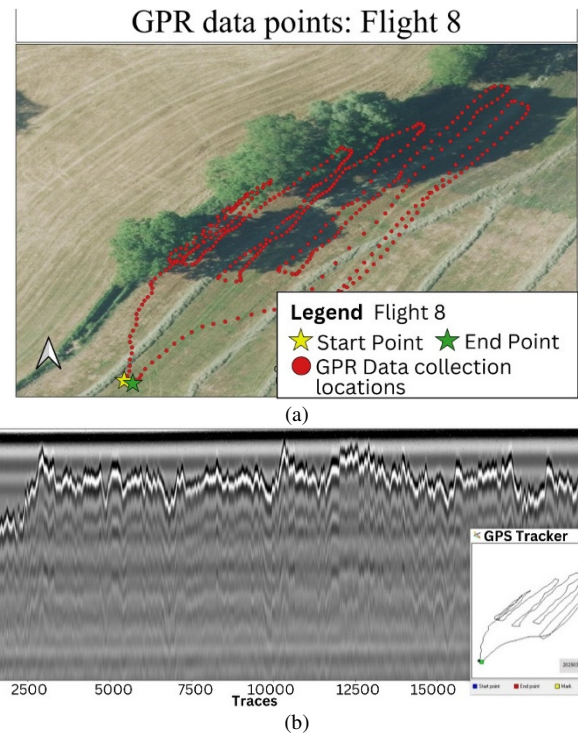 GPR data points: Flight 8
Legend Flight 8
Start Point End Point
GPR Data collection
locations
(a)
GPS Tracker
Start point End point Mark
2500 5000 7500 10000 12500 15000
Traces
(b)